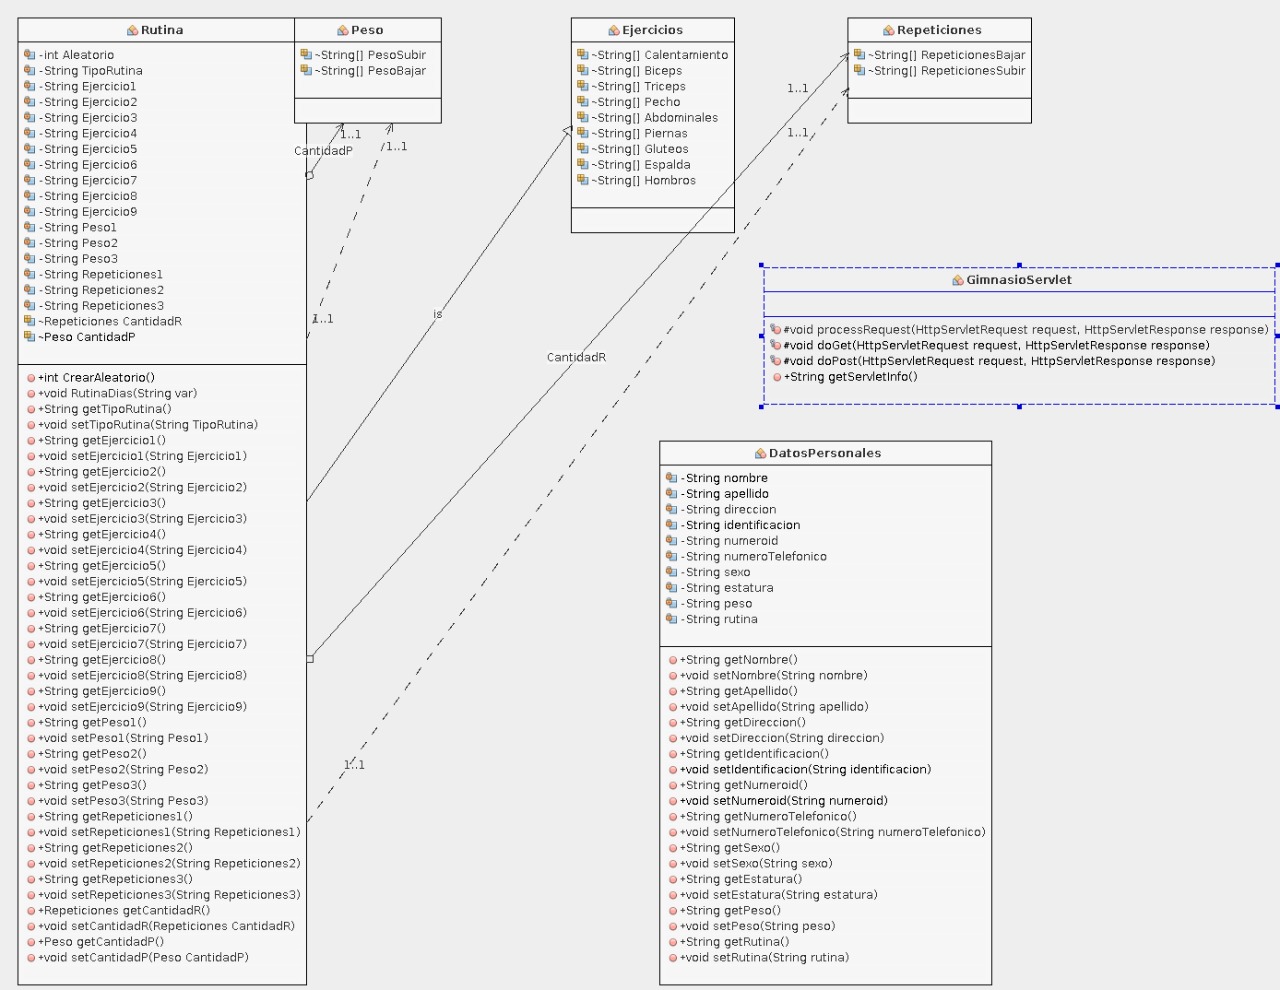 Rutina
-int Aleatorio
-String TipoRutina
-String Ejercicio1
-String Ejercicio2
-String Ejercicio3
-String Ejercicio4
-String Ejercicio5
-String Ejercicio6
-String Ejercicio7
-String Ejercicio8
-String Ejercicio9
-String Peso1
-String Peso2
-String Peso3
-String Repeticiones1
-String Repeticiones2
-String Repeticiones3
~Repeticiones CantidadR
~Peso CantidadP
+int CrearAleatorio()
+void RutinaDias(String var)
+String getTipoRutina()
+void setTipoRutina(String TipoRutina)
+String getEjercicio1()
+void setEjercicio1(String Ejercicio1)
+String getEjercicio2()
+void setEjercicio2(String Ejercicio2)
+String getEjercicio3()
+void setEjercicio3(String Ejercicio3)
+String getEjercicio4()
+void setEjercicio4(String Ejercicio4)
+String getEjercicio5()
+void setEjercicio5(String Ejercicio5)
+String getEjercicio6()
+void setEjercicio6(String Ejercicio6)
+String getEjercicio7()
+void setEjercicio7(String Ejercicio7)
+String getEjercicio8()
+void setEjercicio8(String Ejercicio8)
+String getEjercicio9()
+void setEjercicio9(String Ejercicio9)
+String getPeso1()
+void setPeso1(String Peso1)
+String getPeso2()
+void setPeso2(String Peso2)
+String getPeso3()
+void setPeso3(String Peso3)
+String getRepeticiones1()
+void setRepeticiones1(String Repeticiones1)
+String getRepeticiones2()
+void setRepeticiones2(String Repeticiones2)
+String getRepeticiones3()
+void setRepeticiones3(String Repeticiones3)
+Repeticiones getCantidadR()
+void setCantidadR(Repeticiones CantidadR)
+Peso getCantidadP()
+void setCantidadP(Peso CantidadP)
Peso
~String[] PesoSubir
~String[] PesoBajar
1..1
1..1
CantidadP
1..1
is
CantidadR
1..1
Ejercicios
~String[] Calentamiento
~String[] Biceps
~String[] Triceps
~String[] Pecho
~String[] Abdominales
~String[] Piernas
~String[] Gluteos
~String[] Espalda
~String[] Hombros
Repeticiones
~String[] RepeticionesBajar
~String[] RepeticionesSubir
1..1
1..1
GimnasioServlet
#void processRequest(HttpServletRequest request, HttpServletResponse response)
#void doGet(HttpServletRequest request, HttpServletResponse response)
#void doPost(HttpServletRequest request, HttpServletResponse response)
+String getServletInfo()
DatosPersonales
-String nombre
-String apellido
-String direccion
-String identificacion
-String numeroid
-String numeroTelefonico
-String sexo
-String estatura
-String peso
-String rutina
+String getNombre()
+void setNombre(String nombre)
+String getApellido()
+void setApellido(String apellido)
+String getDireccion()
+void setDireccion(String direccion)
+String getIdentificacion()
+void setIdentificacion(String identificacion)
+String getNumeroid()
+void setNumeroid(String numeroid)
+String getNumeroTelefonico()
+void setNumeroTelefonico(String numeroTelefonico)
+String getSexo()
+void setSexo(String sexo)
+String getEstatura()
+void setEstatura(String estatura)
+String getPeso()
+void setPeso(String peso)
+String getRutina()
+void setRutina(String rutina)